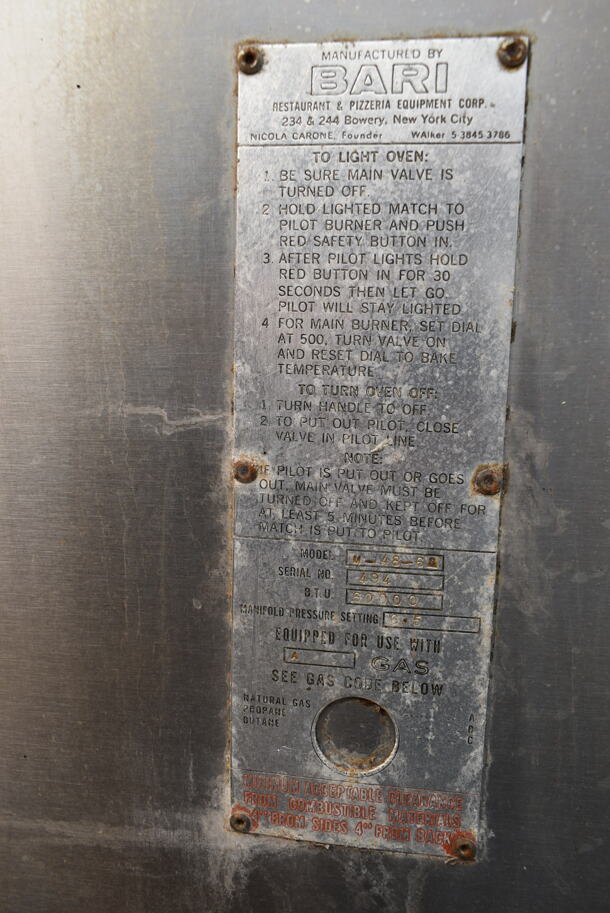 MANUFACTURED BY
BARI
RESTAURANT & PIZZERIA EQUIPMENT CORP.
234 & 244 Bowery, New York City
NICOLA CARONE, Founder WAlker 5-3845 3786
TO LIGHT OVEN:
1. BE SURE MAIN VALVE IS
TURNED OFF.
2 HOLD LIGHTED MATCH TO
PILOT BURNER AND PUSH
RED SAFETY BUTTON IN.
3. AFTER PILOT LIGHTS HOLD
RED BUTTON IN FOR 30
SECONDS THEN LET GO.
PILOT WILL STAY LIGHTED
4 FOR MAIN BURNER, SET DIAL
AT 500, TURN VALVE ON
AND RESET DIAL TO BAKE
TEMPERATURE
TO TURN OVEN OFF:
1. TURN HANDLE TO OFF
2. TO PUT OUT PILOT, CLOSE
VALVE IN PILOT LINE.
NOTE:
IF PILOT IS PUT OUT OR GOES
OUT, MAIN VALVE MUST BE
TURNED OFF AND KEPT OFF FOR
AT LEAST 5 MINUTES BEFORE
MATCH IS PUT TO PILOT.
MODEL
SERIAL NO. 494
B.T.U.
MANIFOLD PRESSURE SETTING
EQUIPPED FOR USE WITH
A GAS
SEE GAS CODE BELOW
NATURAL GAS A
PROPANE B
BUTANE C
MINIMUM ACCEPTABLE CLEARANCE
FROM COMBUSTIBLE MATERIALS
4" FROM SIDES 4" FROM BACK